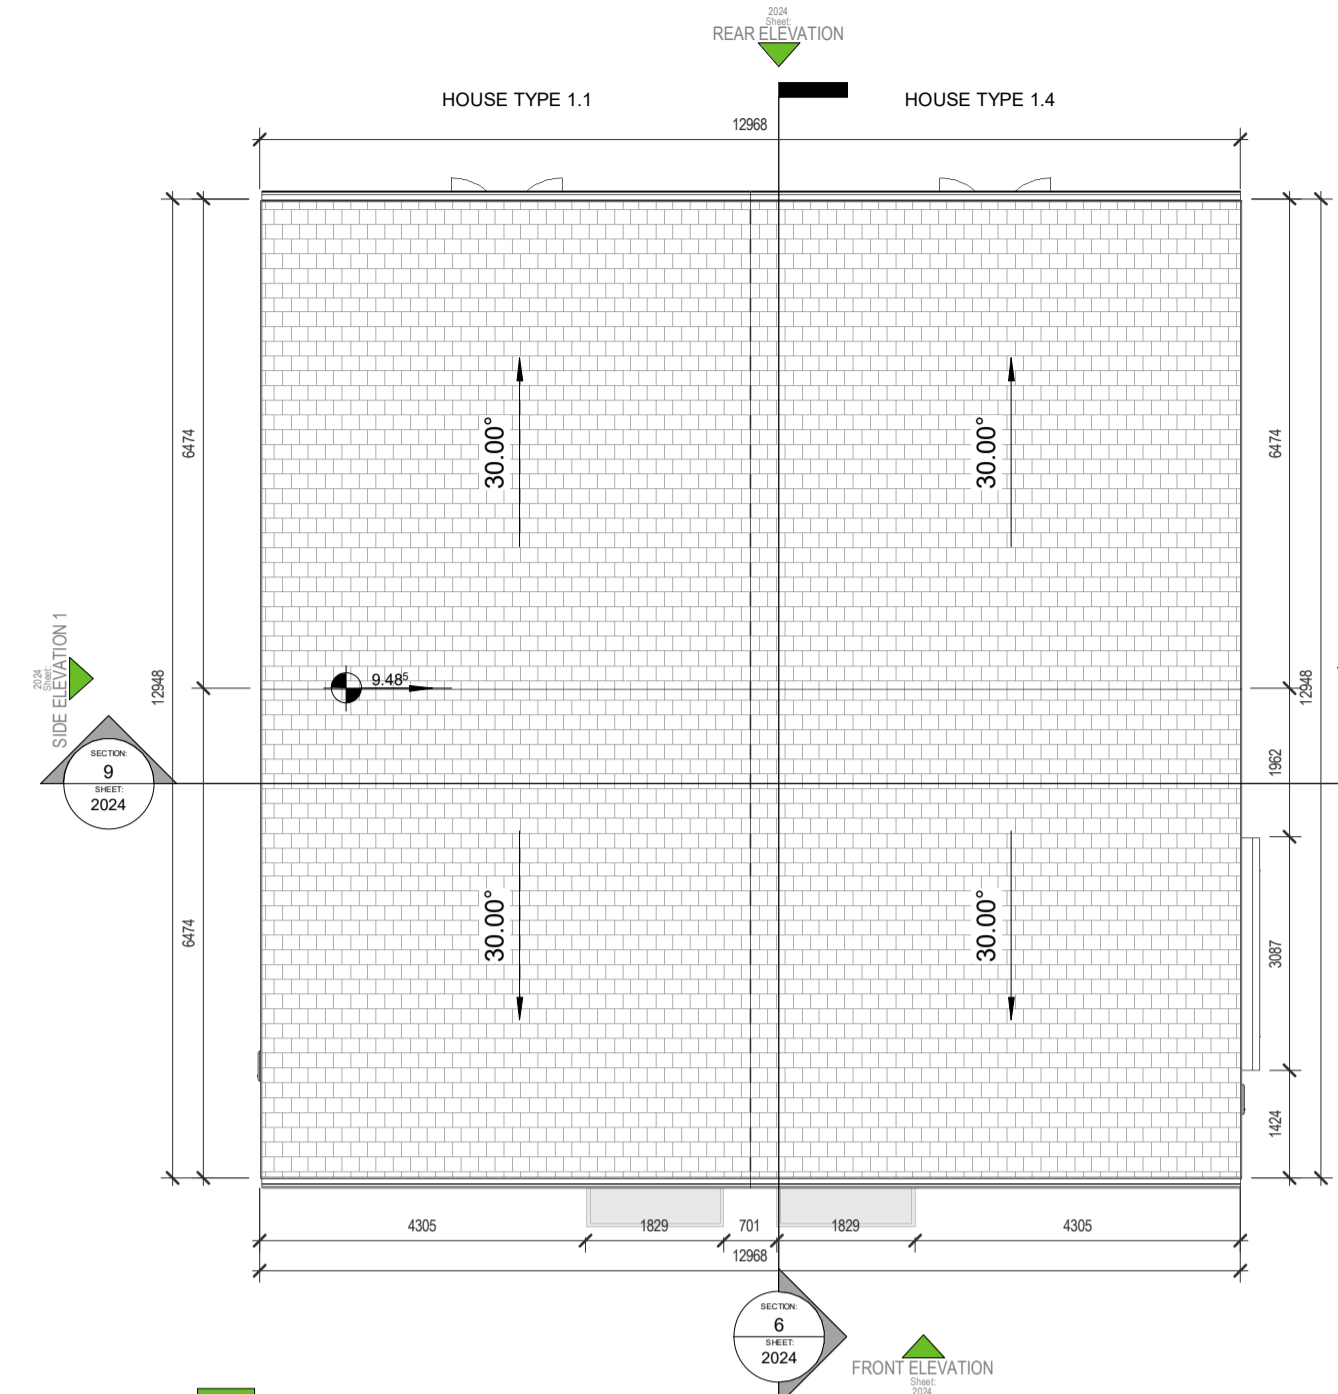 2024
Sheet:
REAR ELEVATION
HOUSE TYPE 1.1
HOUSE TYPE 1.4
12968
6474
30.00°
30.00°
6474
2024
Sheet:
SIDE ELEVATION 1
12948
9.48⁵
12948
SECTION:
9
SHEET:
2024
1962
6474
30.00°
30.00°
3087
1424
4305
1829
701
1829
4305
12968
SECTION:
6
SHEET:
2024
FRONT ELEVATION
Sheet:
2024